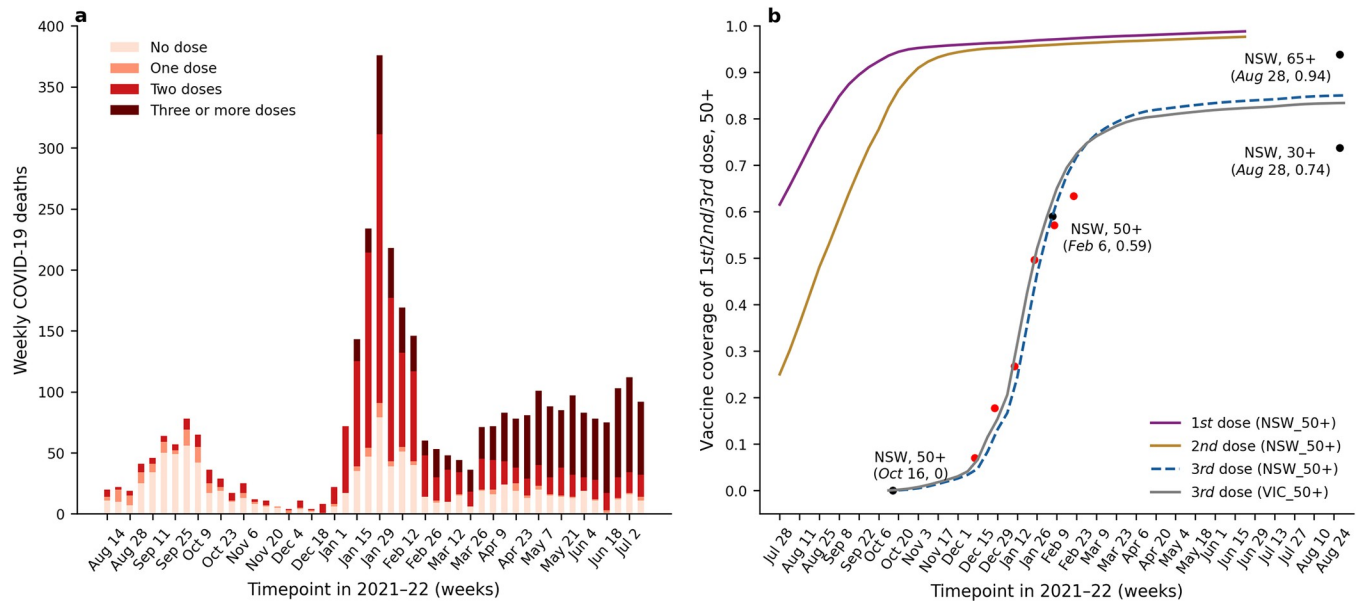 a
400
350
300
250
200
150
100
50
0
Weekly COVID-19 deaths
No dose
One dose
Two doses
Three or more doses
Aug 14
Aug 28
Sep 11
Sep 25
Oct 9
Oct 23
Nov 6
Nov 20
Dec 4
Dec 18
Jan 1
Jan 15
Jan 29
Feb 12
Feb 26
Mar 12
Mar 26
Apr 9
Apr 23
May 7
May 21
Jun 4
Jun 18
Jul 2
Timepoint in 2021–22 (weeks)
b
1.0
0.9
0.8
0.7
0.6
0.5
0.4
0.3
0.2
0.1
0.0
Vaccine coverage of 1st/2nd/3rd dose, 50+
NSW, 65+
(Aug 28, 0.94)
NSW, 30+
(Aug 28, 0.74)
NSW, 50+
(Feb 6, 0.59)
NSW, 50+
(Oct 16, 0)
1st dose (NSW_50+)
2nd dose (NSW_50+)
3rd dose (NSW_50+)
3rd dose (VIC_50+)
Jul 28
Aug 11
Aug 25
Sep 8
Sep 22
Oct 6
Oct 20
Nov 3
Nov 17
Dec 1
Dec 15
Dec 29
Jan 12
Jan 26
Feb 9
Feb 23
Mar 9
Mar 23
Apr 6
Apr 20
May 4
May 18
Jun 1
Jun 15
Jun 29
Jul 13
Jul 27
Aug 10
Aug 24
Timepoint in 2021–22 (weeks)